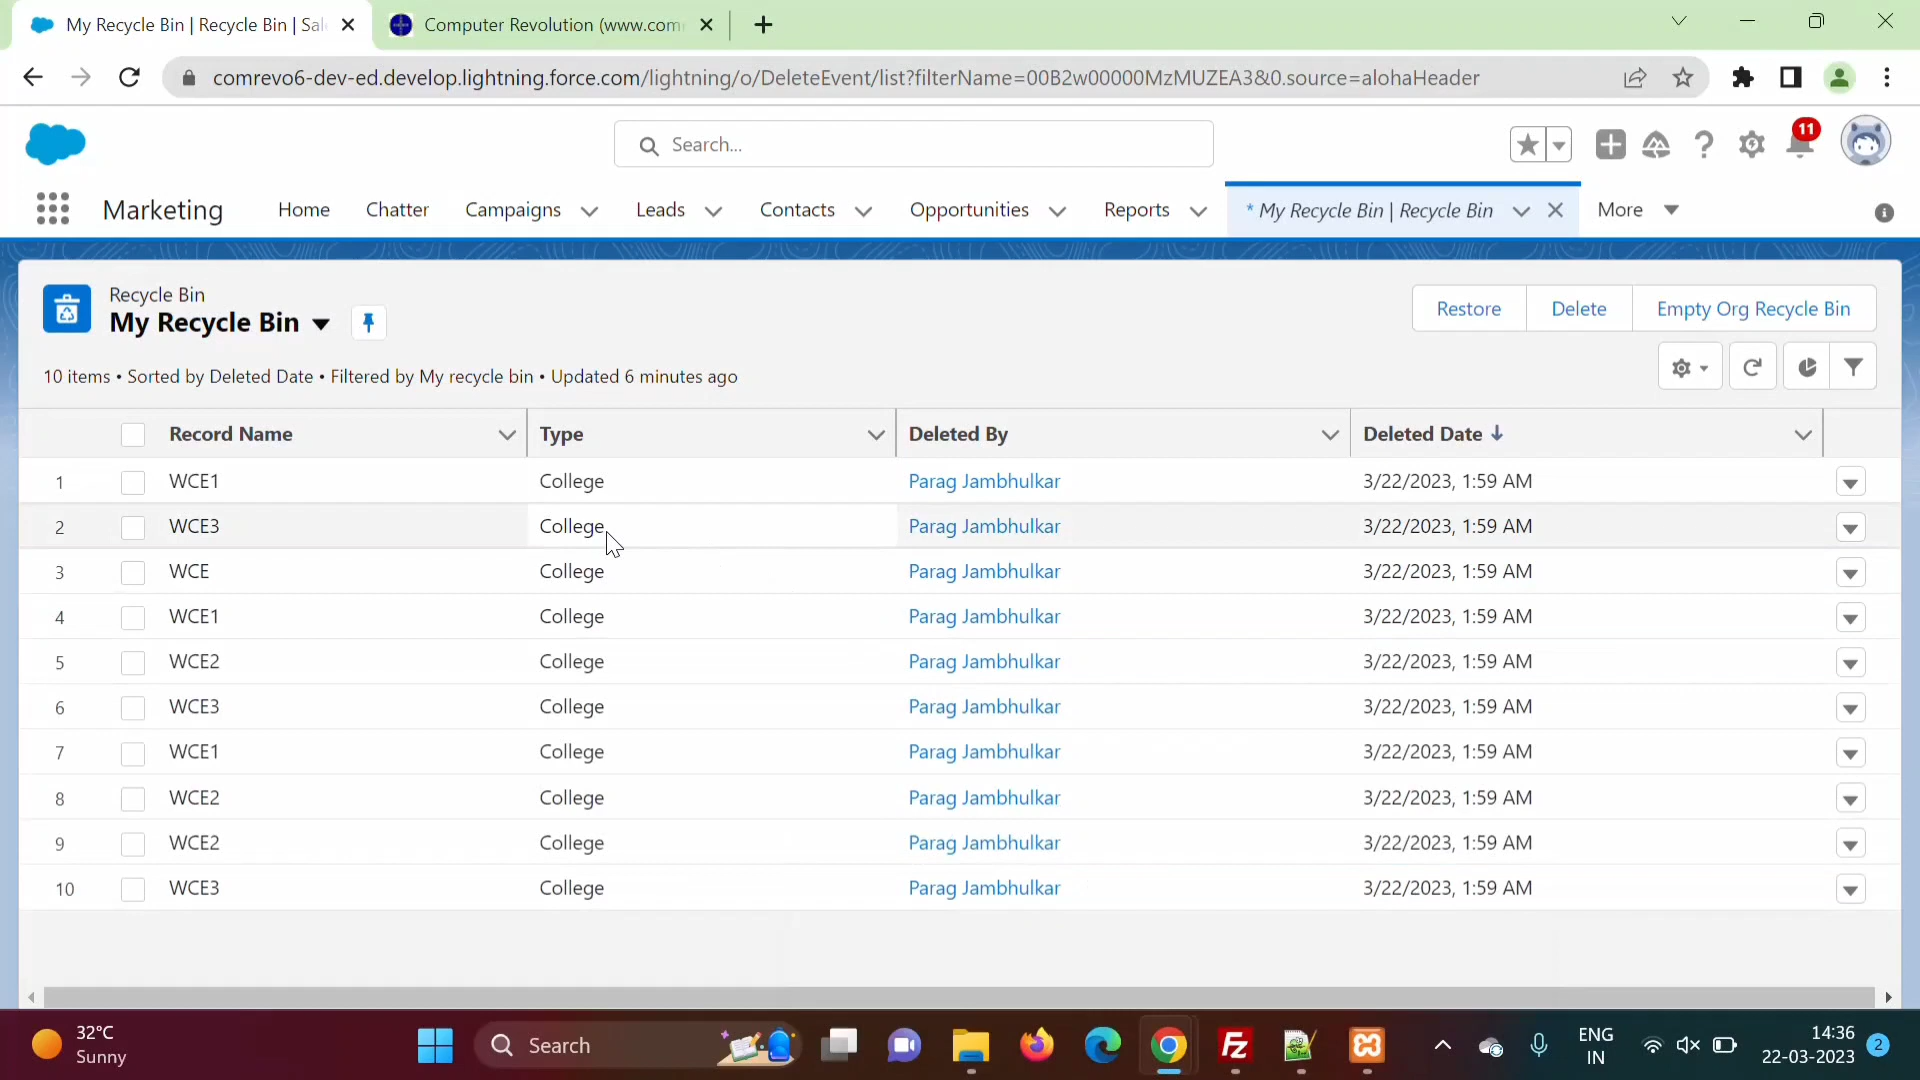 My Recycle Bin | Recycle Bin | Sal
Computer Revolution (www.com
comrevo6-dev-ed.develop.lightning.force.com/lightning/o/DeleteEvent/list?filterName=00B2w00000MzMUZEA3&0.source=alohaHeader
Search...
11
Marketing Home Chatter Campaigns Leads Contacts Opportunities Reports * My Recycle Bin | Recycle Bin More
Recycle Bin
My Recycle Bin
Restore Delete Empty Org Recycle Bin
10 items • Sorted by Deleted Date • Filtered by My recycle bin • Updated 6 minutes ago
Record Name Type Deleted By Deleted Date
1 WCE1 College Parag Jambhulkar 3/22/2023, 1:59 AM
2 WCE3 College Parag Jambhulkar 3/22/2023, 1:59 AM
3 WCE College Parag Jambhulkar 3/22/2023, 1:59 AM
4 WCE1 College Parag Jambhulkar 3/22/2023, 1:59 AM
5 WCE2 College Parag Jambhulkar 3/22/2023, 1:59 AM
6 WCE3 College Parag Jambhulkar 3/22/2023, 1:59 AM
7 WCE1 College Parag Jambhulkar 3/22/2023, 1:59 AM
8 WCE2 College Parag Jambhulkar 3/22/2023, 1:59 AM
9 WCE2 College Parag Jambhulkar 3/22/2023, 1:59 AM
10 WCE3 College Parag Jambhulkar 3/22/2023, 1:59 AM
32°C
Sunny
Search
Fz
ENG
IN
14:36
22-03-2023
2